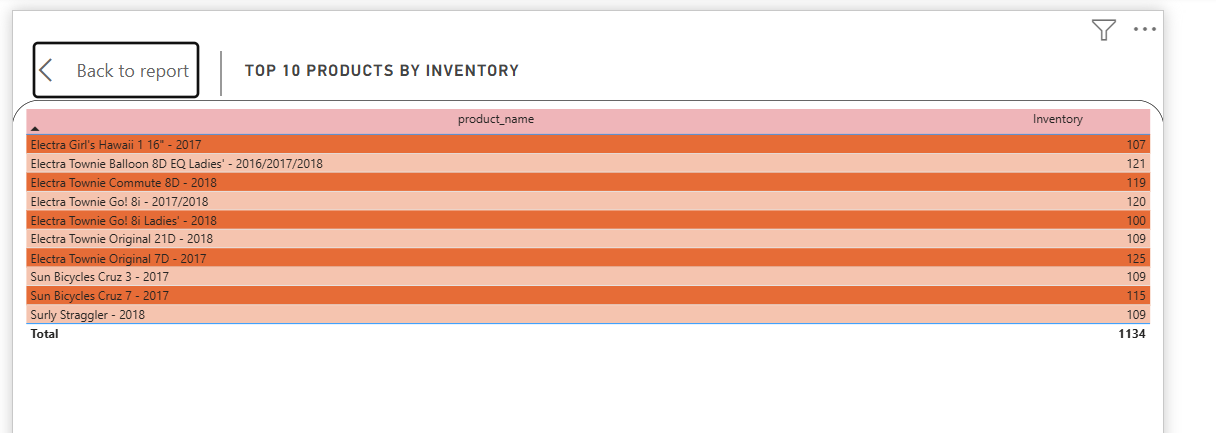 Back to report
TOP 10 PRODUCTS BY INVENTORY
product_name Inventory
Electra Girl's Hawaii 1 16" - 2017 107
Electra Townie Balloon 8D EQ Ladies' - 2016/2017/2018 121
Electra Townie Commute 8D - 2018 119
Electra Townie Go! 8i - 2017/2018 120
Electra Townie Go! 8i Ladies' - 2018 100
Electra Townie Original 21D - 2018 109
Electra Townie Original 7D - 2017 125
Sun Bicycles Cruz 3 - 2017 109
Sun Bicycles Cruz 7 - 2017 115
Surly Straggler - 2018 109
Total 1134